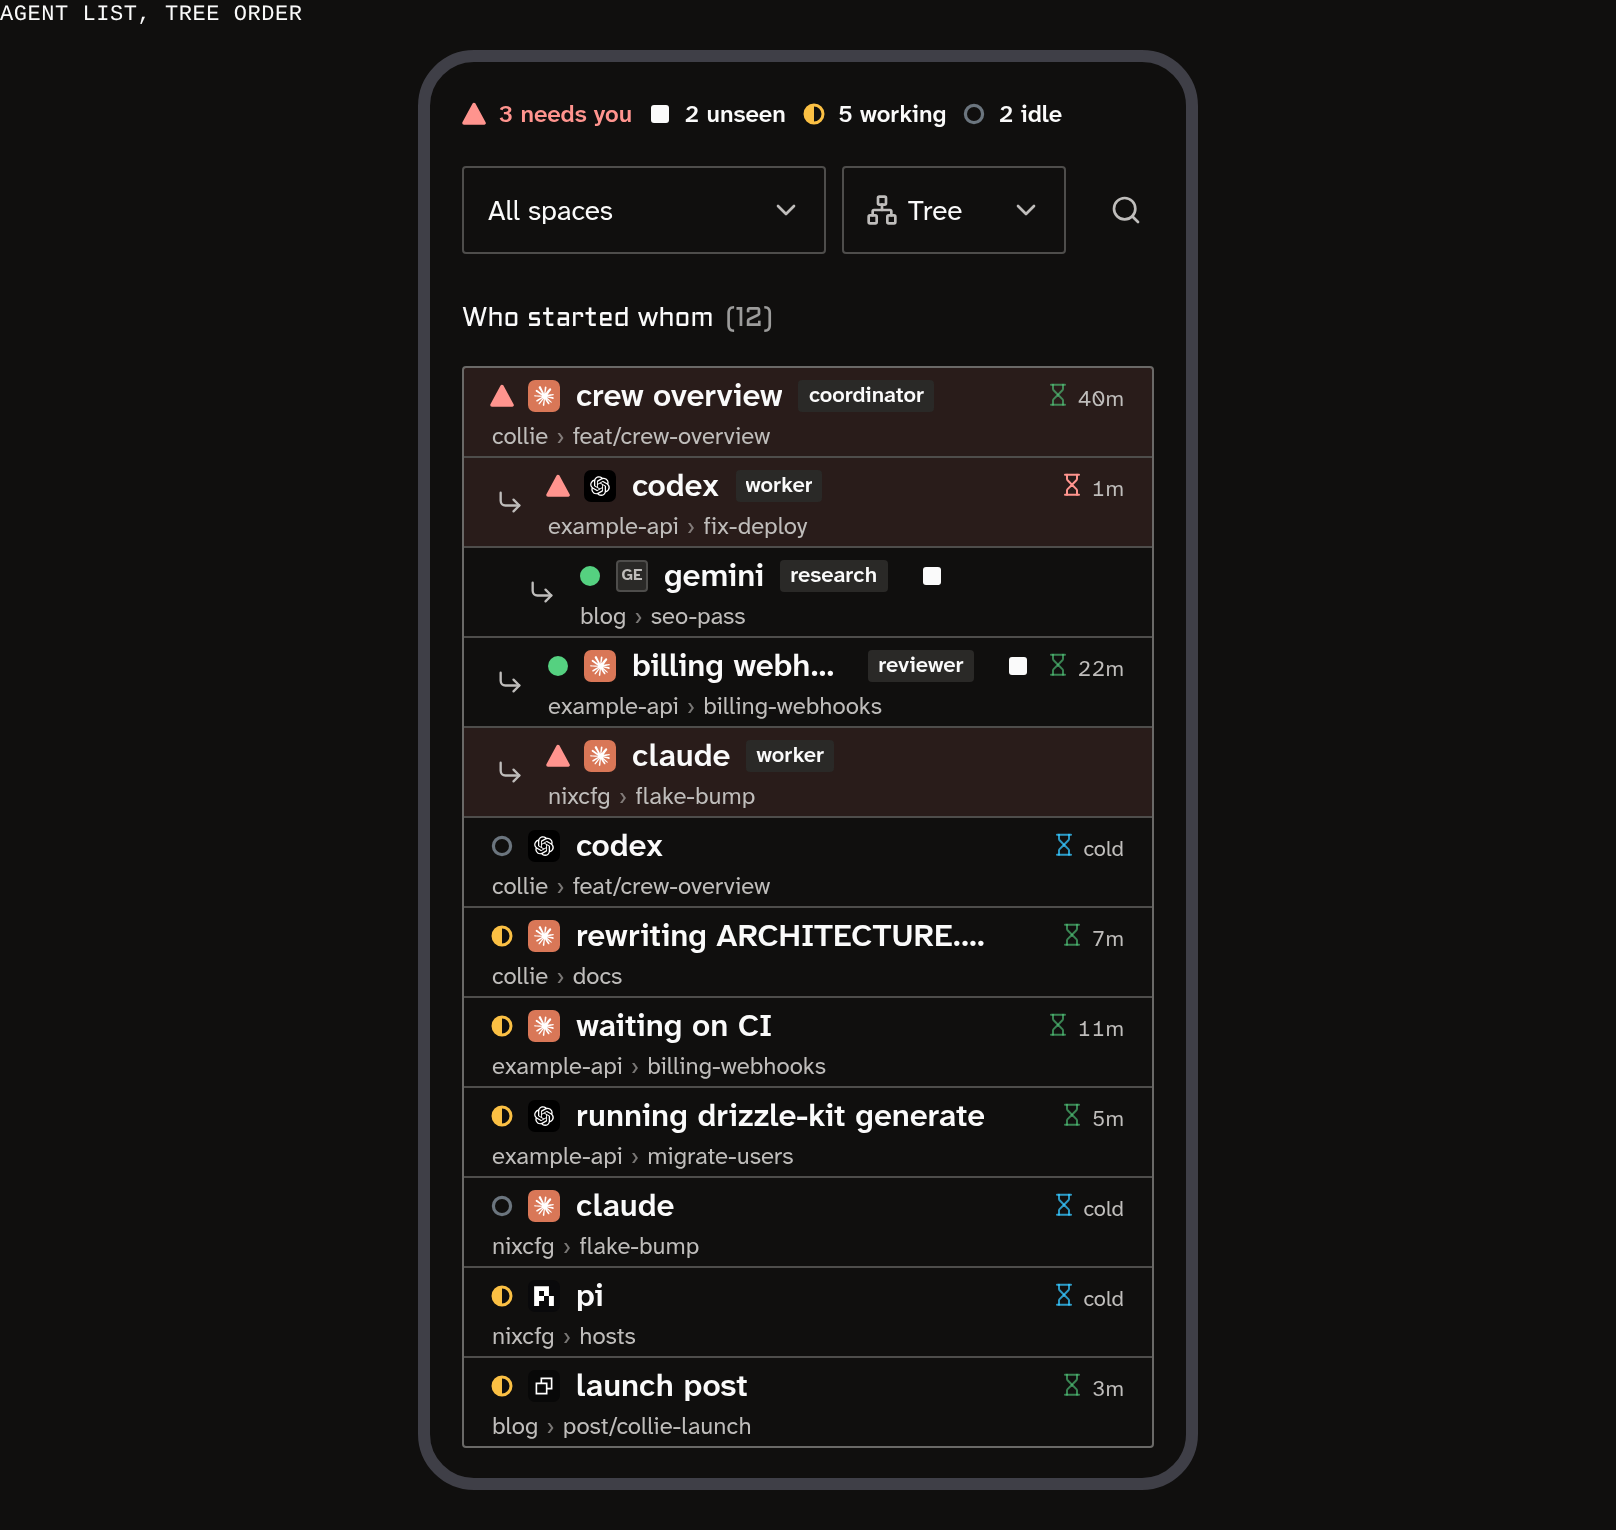 AGENT LIST, TREE ORDER
3 needs you 2 unseen 5 working 2 idle
All spaces Tree
Who started whom (12)
crew overview coordinator 40m
collie › feat/crew-overview
codex worker 1m
example-api › fix-deploy
GE gemini research
blog › seo-pass
billing webh... reviewer 22m
example-api › billing-webhooks
claude worker
nixcfg › flake-bump
codex cold
collie › feat/crew-overview
rewriting ARCHITECTURE.... 7m
collie › docs
waiting on CI 11m
example-api › billing-webhooks
running drizzle-kit generate 5m
example-api › migrate-users
claude cold
nixcfg › flake-bump
pi cold
nixcfg › hosts
launch post 3m
blog › post/collie-launch